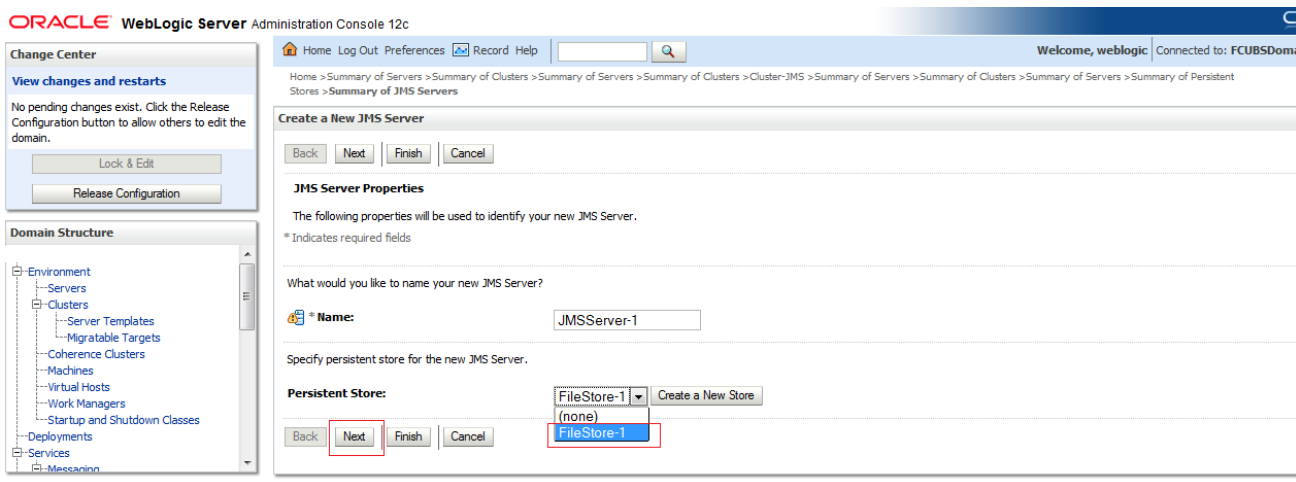 ORACLE WebLogic Server Administration Console 12c
Change Center
View changes and restarts
No pending changes exist. Click the Release
Configuration button to allow others to edit the
domain.
Lock & Edit
Release Configuration
Domain Structure
Environment
Servers
Clusters
Server Templates
Migratable Targets
Coherence Clusters
Machines
Virtual Hosts
Work Managers
Startup and Shutdown Classes
Deployments
Services
Messaging
Home Log Out Preferences Record Help
Welcome, weblogic Connected to: FCUBSDoma
Home >Summary of Servers >Summary of Clusters >Summary of Servers >Summary of Clusters >Cluster-JMS >Summary of Servers >Summary of Clusters >Summary of Servers >Summary of Persistent
Stores >Summary of JMS Servers
Create a New JMS Server
Back Next Finish Cancel
JMS Server Properties
The following properties will be used to identify your new JMS Server.
* Indicates required fields
What would you like to name your new JMS Server?
* Name: JMSServer-1
Specify persistent store for the new JMS Server.
Persistent Store: FileStore-1 Create a New Store
(none)
FileStore-1
Back Next Finish Cancel